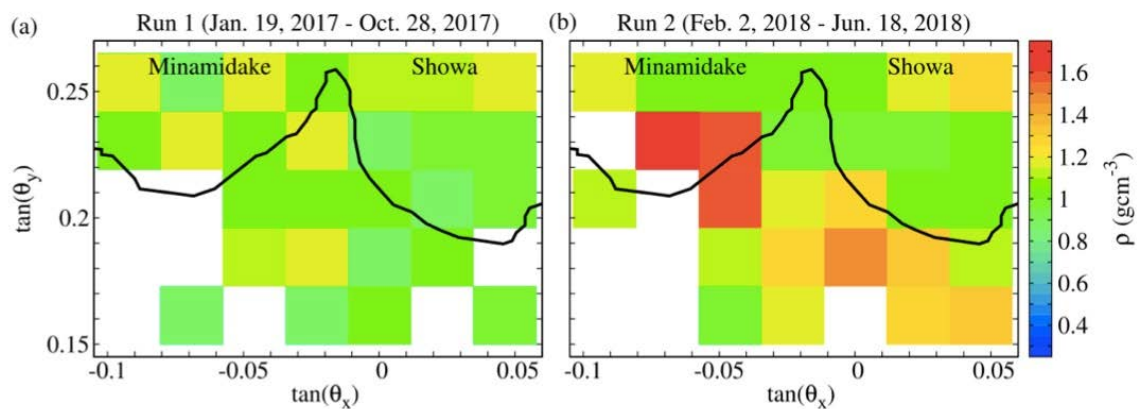 (a) Run 1 (Jan. 19, 2017 - Oct. 28, 2017)
(b) Run 2 (Feb. 2, 2018 - Jun. 18, 2018)
Minamidake Showa
Minamidake Showa
0.25
0.2
0.15
tan(θy)
-0.1 -0.05 0 0.05
tan(θx)
-0.1 -0.05 0 0.05
tan(θx)
1.6
1.4
1.2
1
0.8
0.6
0.4
ρ (gcm-3)